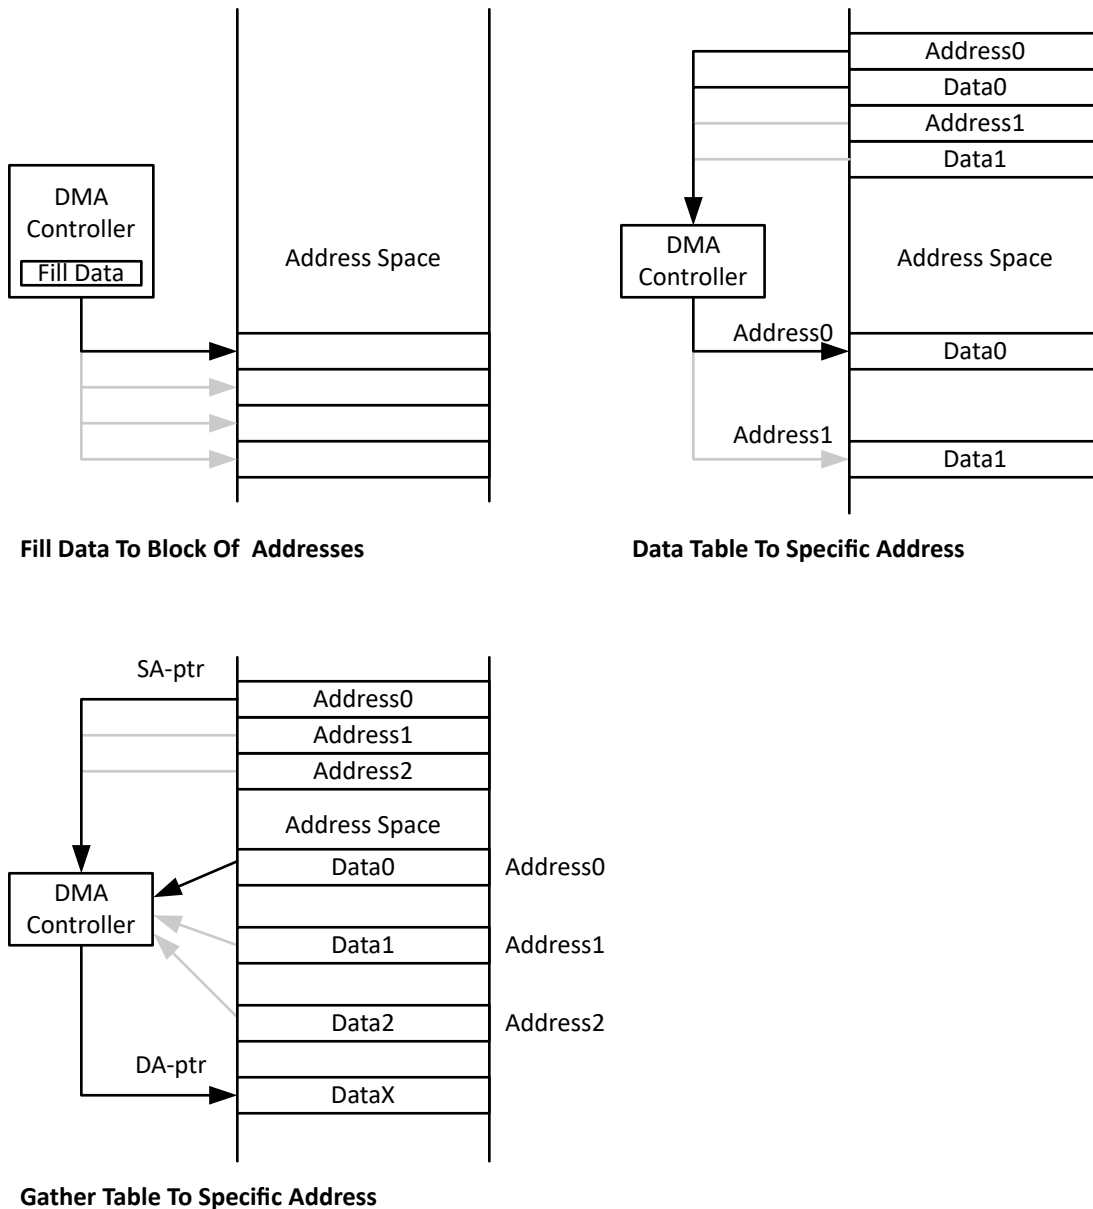 DMA
Controller
Fill Data
Address Space
Fill Data To Block Of Addresses
Address0
Data0
Address1
Data1
DMA
Controller
Address Space
Address0
Data0
Address1
Data1
Data Table To Specific Address
SA-ptr
Address0
Address1
Address2
Address Space
DMA
Controller
Data0
Address0
Data1
Address1
Data2
Address2
DA-ptr
DataX
Gather Table To Specific Address